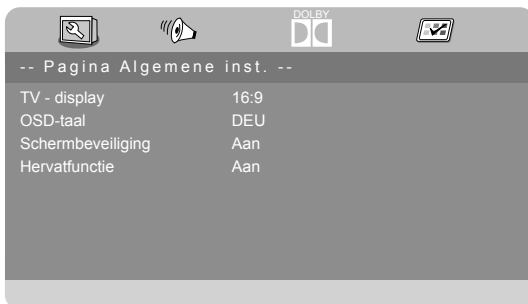 DOLBY
-- Pagina Algemene inst. --
TV - display 16:9
OSD-taal DEU
Schermbeveiliging Aan
Hervatfunctie Aan